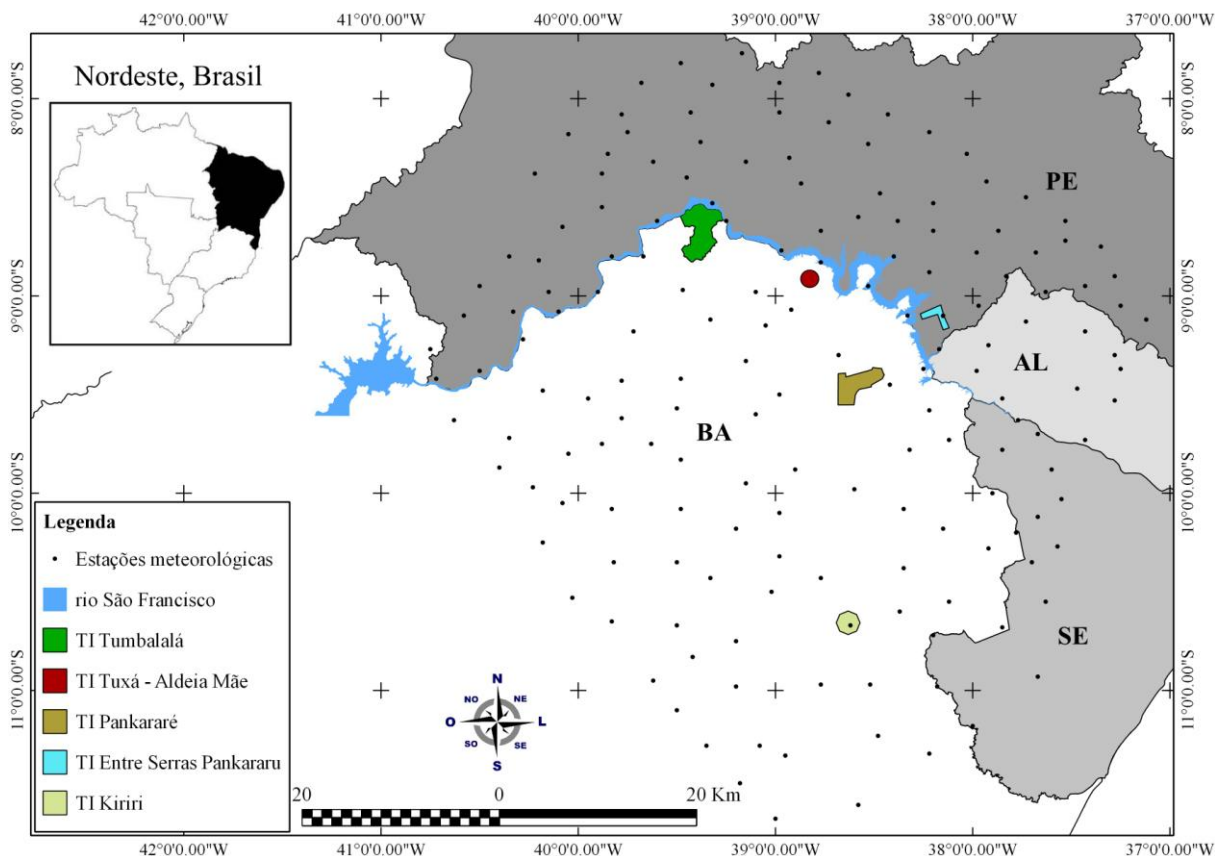 42°0'0.00"W 41°0'0.00"W 40°0'0.00"W 39°0'0.00"W 38°0'0.00"W 37°0'0.00"W
Nordeste, Brasil
8°0'0.00"S
8°0'0.00"S
PE
9°0'0.00"S
9°0'0.00"S
AL
BA
10°0'0.00"S
10°0'0.00"S
SE
11°0'0.00"S
11°0'0.00"S
Legenda
Estações meteorológicas
rio São Francisco
TI Tumbalalá
TI Tuxá - Aldeia Mãe
TI Pankararé
TI Entre Serras Pankararu
TI Kiriri
N
NO NE
O L
SO SE
S
20 0 20 Km
42°0'0.00"W 41°0'0.00"W 40°0'0.00"W 39°0'0.00"W 38°0'0.00"W 37°0'0.00"W